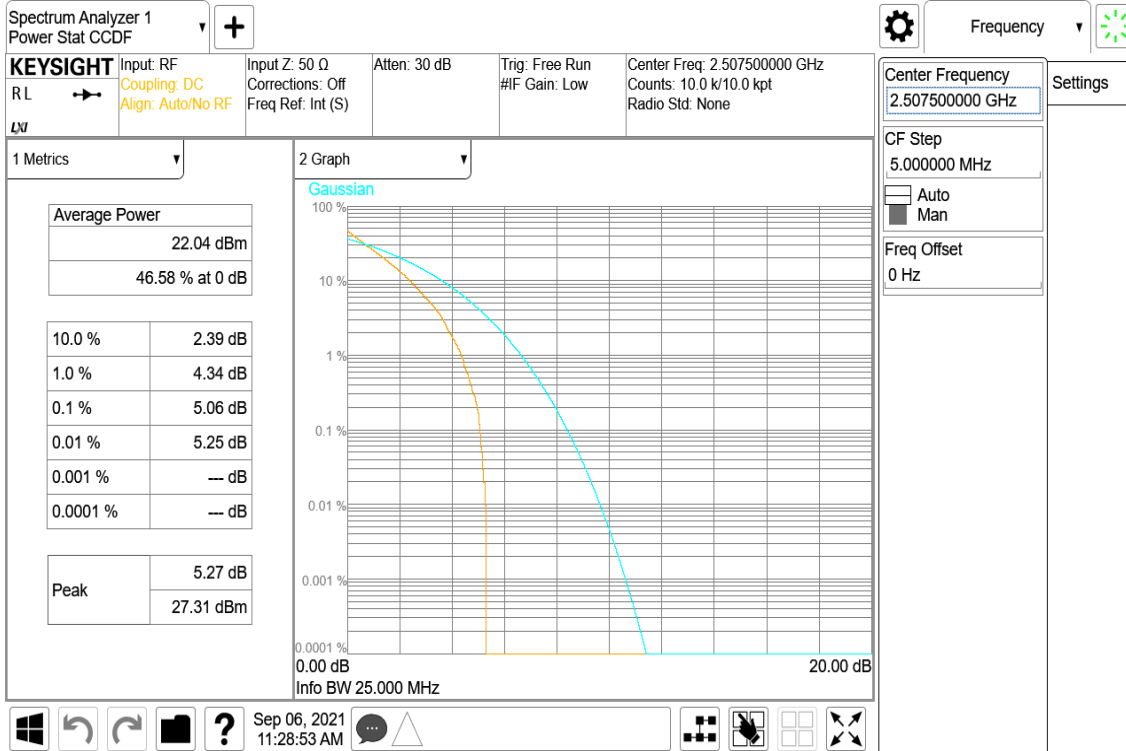 Spectrum Analyzer 1
Power Stat CCDF
Frequency
KEYSIGHT
R L
LXI
Input: RF
Coupling: DC
Align: Auto/No RF
Input Z: 50 Ω
Corrections: Off
Freq Ref: Int (S)
Atten: 30 dB
Trig: Free Run
#IF Gain: Low
Center Freq: 2.507500000 GHz
Counts: 10.0 k/10.0 kpt
Radio Std: None
Center Frequency
2.507500000 GHz
Settings
CF Step
5.000000 MHz
Auto
Man
Freq Offset
0 Hz
1 Metrics
Average Power
22.04 dBm
46.58 % at 0 dB
10.0 % 2.39 dB
1.0 % 4.34 dB
0.1 % 5.06 dB
0.01 % 5.25 dB
0.001 % --- dB
0.0001 % --- dB
Peak
5.27 dB
27.31 dBm
2 Graph
Gaussian
100 %
10 %
1 %
0.1 %
0.01 %
0.001 %
0.0001 %
0.00 dB 20.00 dB
Info BW 25.000 MHz
?
Sep 06, 2021
11:28:53 AM